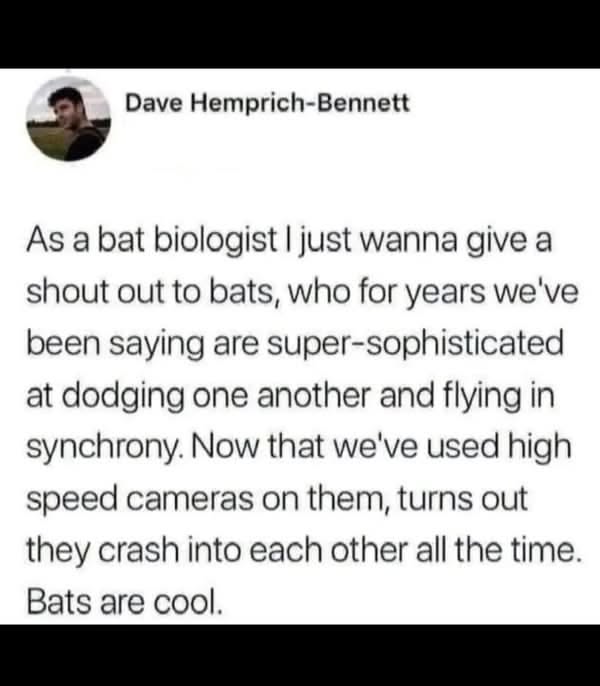 Dave Hemprich-Bennett
As a bat biologist I just wanna give a
shout out to bats, who for years we've
been saying are super-sophisticated
at dodging one another and flying in
synchrony. Now that we've used high
speed cameras on them, turns out
they crash into each other all the time.
Bats are cool.